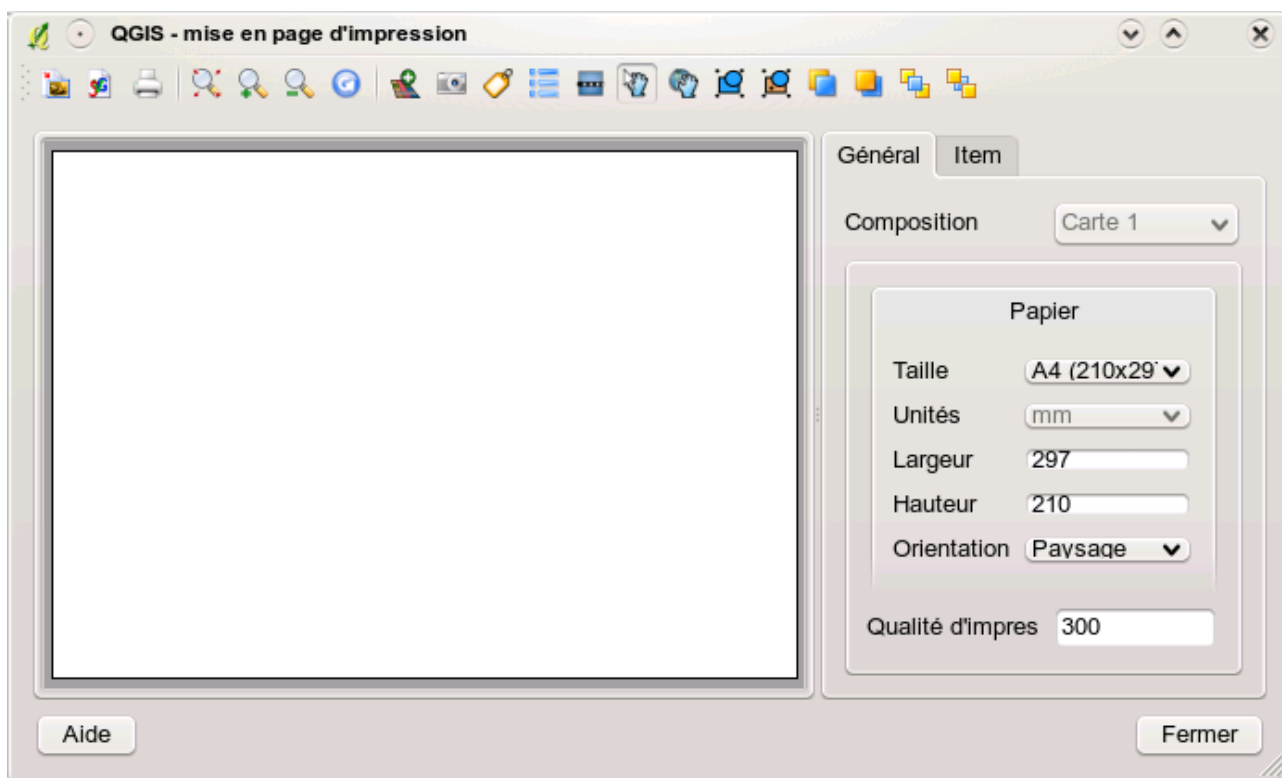 QGIS - mise en page d'impression
Général Item
Composition Carte 1
Papier
Taille A4 (210x29
Unités mm
Largeur 297
Hauteur 210
Orientation Paysage
Qualité d'impres 300
Aide Fermer